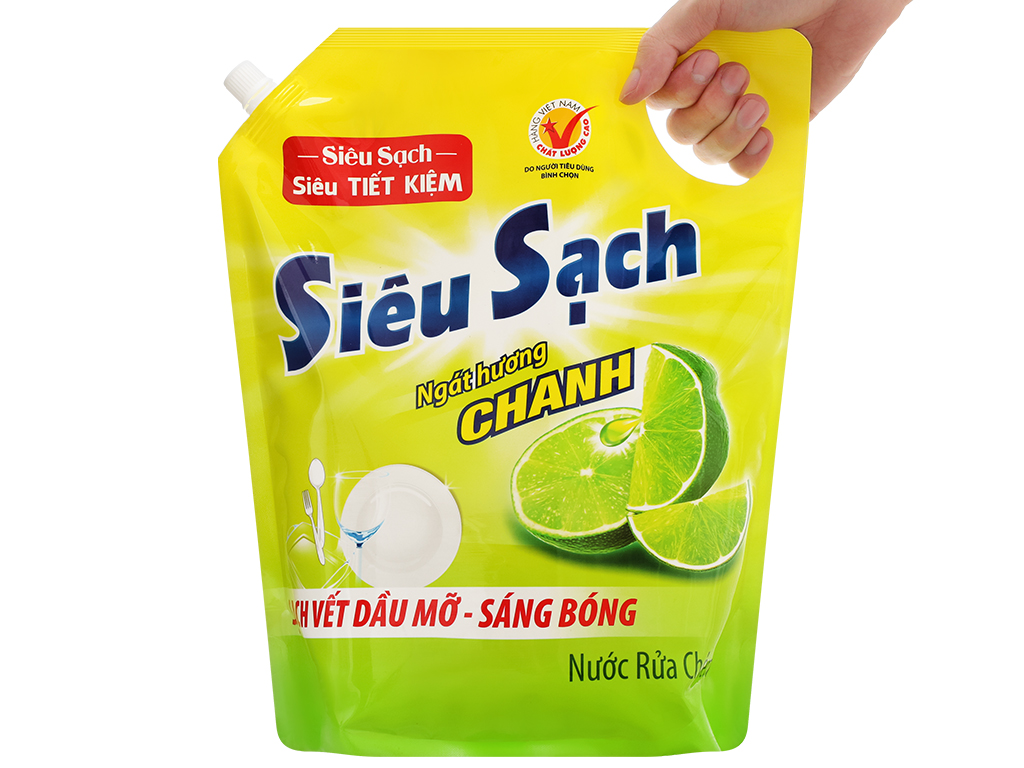 — Siêu Sạch —
Siêu TIẾT KIỆM
HÀNG VIỆT NAM
CHẤT LƯỢNG CAO
DO NGƯỜI TIÊU DÙNG
BÌNH CHỌN
Siêu Sạch
Ngát hương
CHANH
VẾT DẦU MỠ - SÁNG BÓNG
Nước Rửa